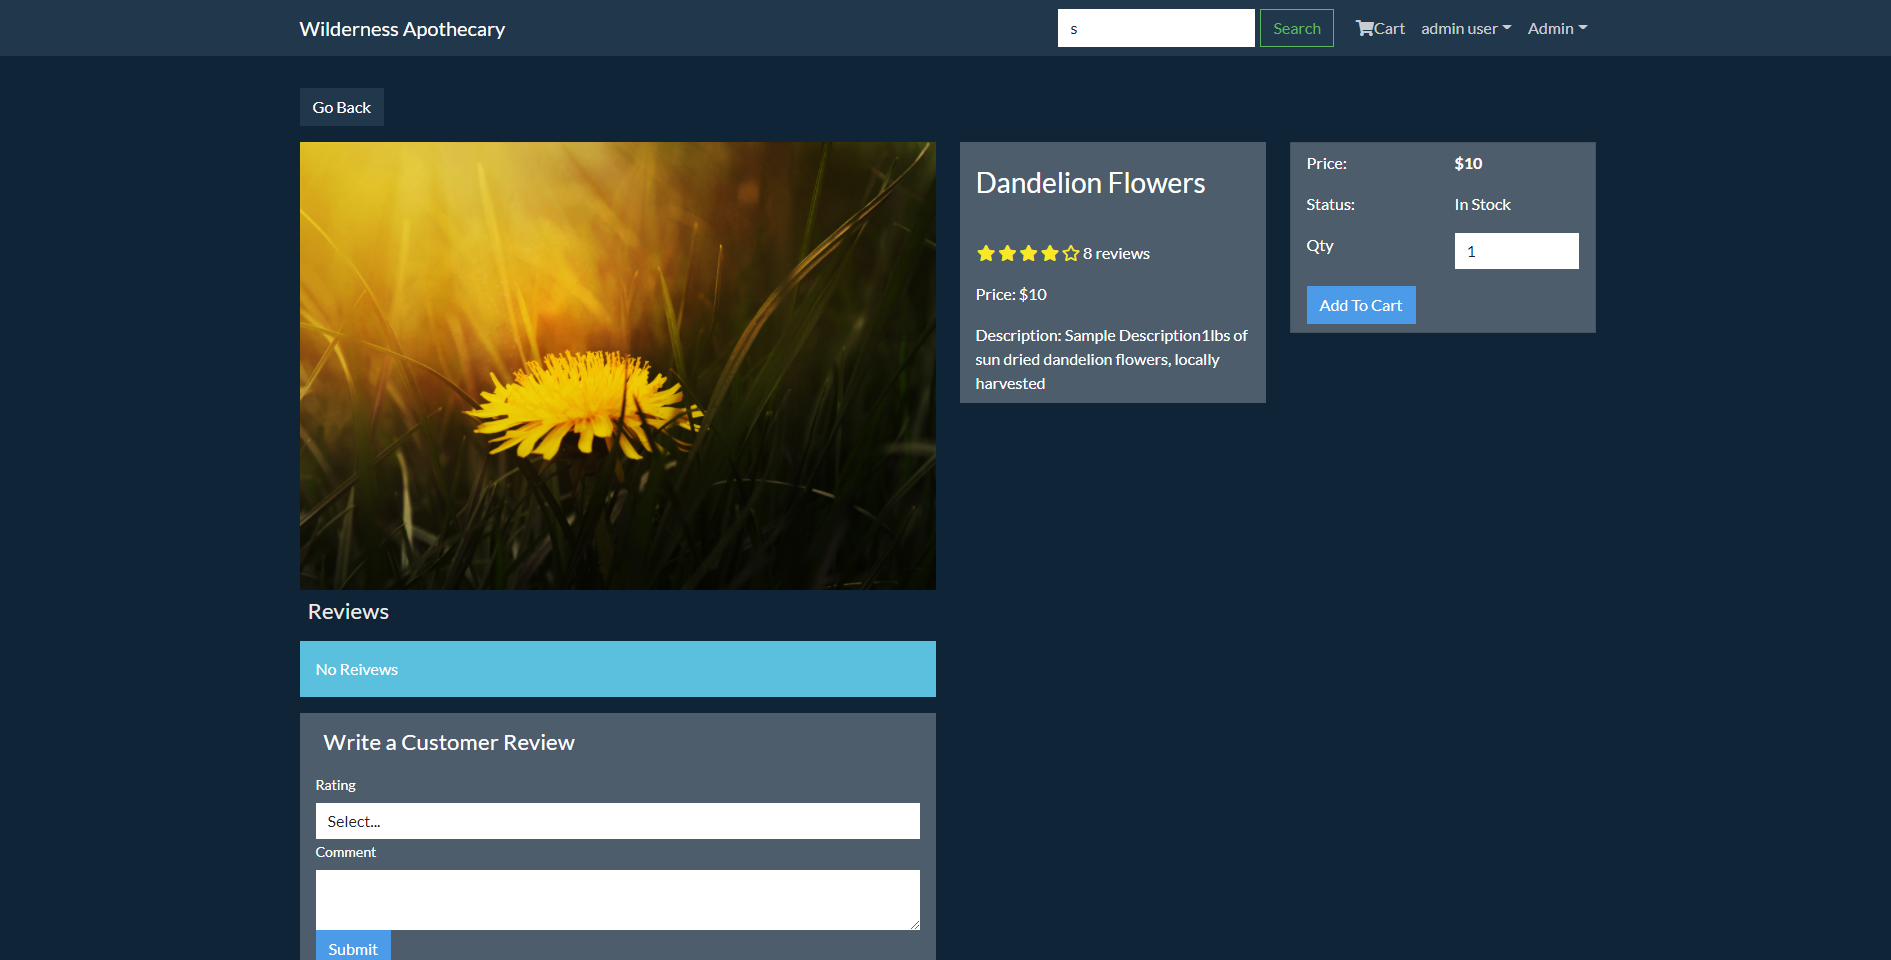 Wilderness Apothecary
s
Search
Cart
admin user
Admin
Go Back
Dandelion Flowers
8 reviews
Price: $10
Description: Sample Description1lbs of
sun dried dandelion flowers, locally
harvested
Price: $10
Status: In Stock
Qty 1
Add To Cart
Reviews
No Reivews
Write a Customer Review
Rating
Select...
Comment
Submit